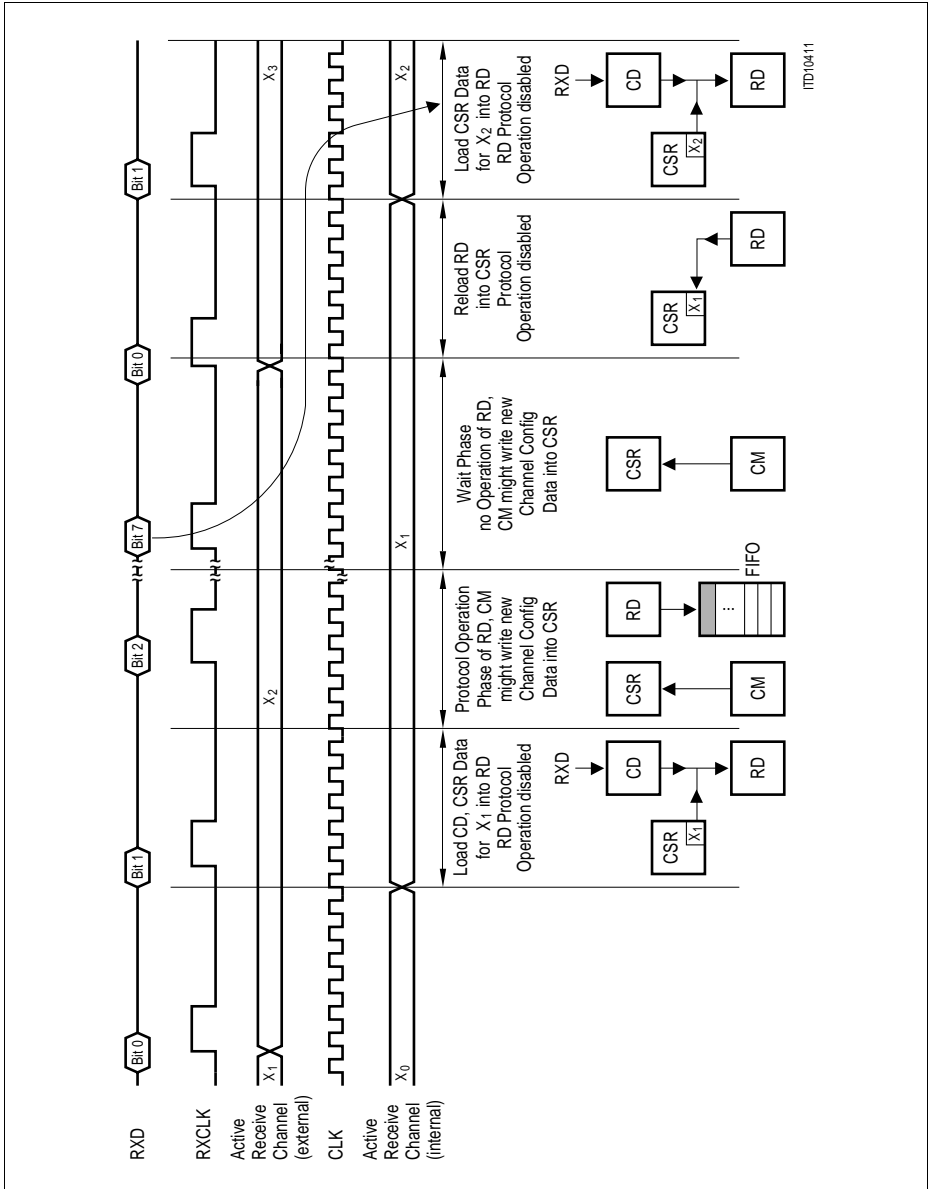 RXD
Bit 0
Bit 1
Bit 2
Bit 7
Bit 0
Bit 1
RXCLK
Active
Receive
Channel
(external)
X1
X2
X3
CLK
Active
Receive
Channel
(internal)
X0
X1
X2
Load CD, CSR Data
for X1 into RD
RD Protocol
Operation disabled
Protocol Operation
Phase of RD, CM
might write new
Channel Config
Data into CSR
Wait Phase
no Operation of RD,
CM might write new
Channel Config
Data into CSR
Reload RD
into CSR
Protocol
Operation disabled
Load CSR Data
for X2 into RD
RD Protocol
Operation disabled
RXD
CD
CSR
X1
RD
CSR
CM
RD
...
FIFO
CSR
CM
CSR
X1
RD
RXD
CD
CSR
X2
RD
ITD10411